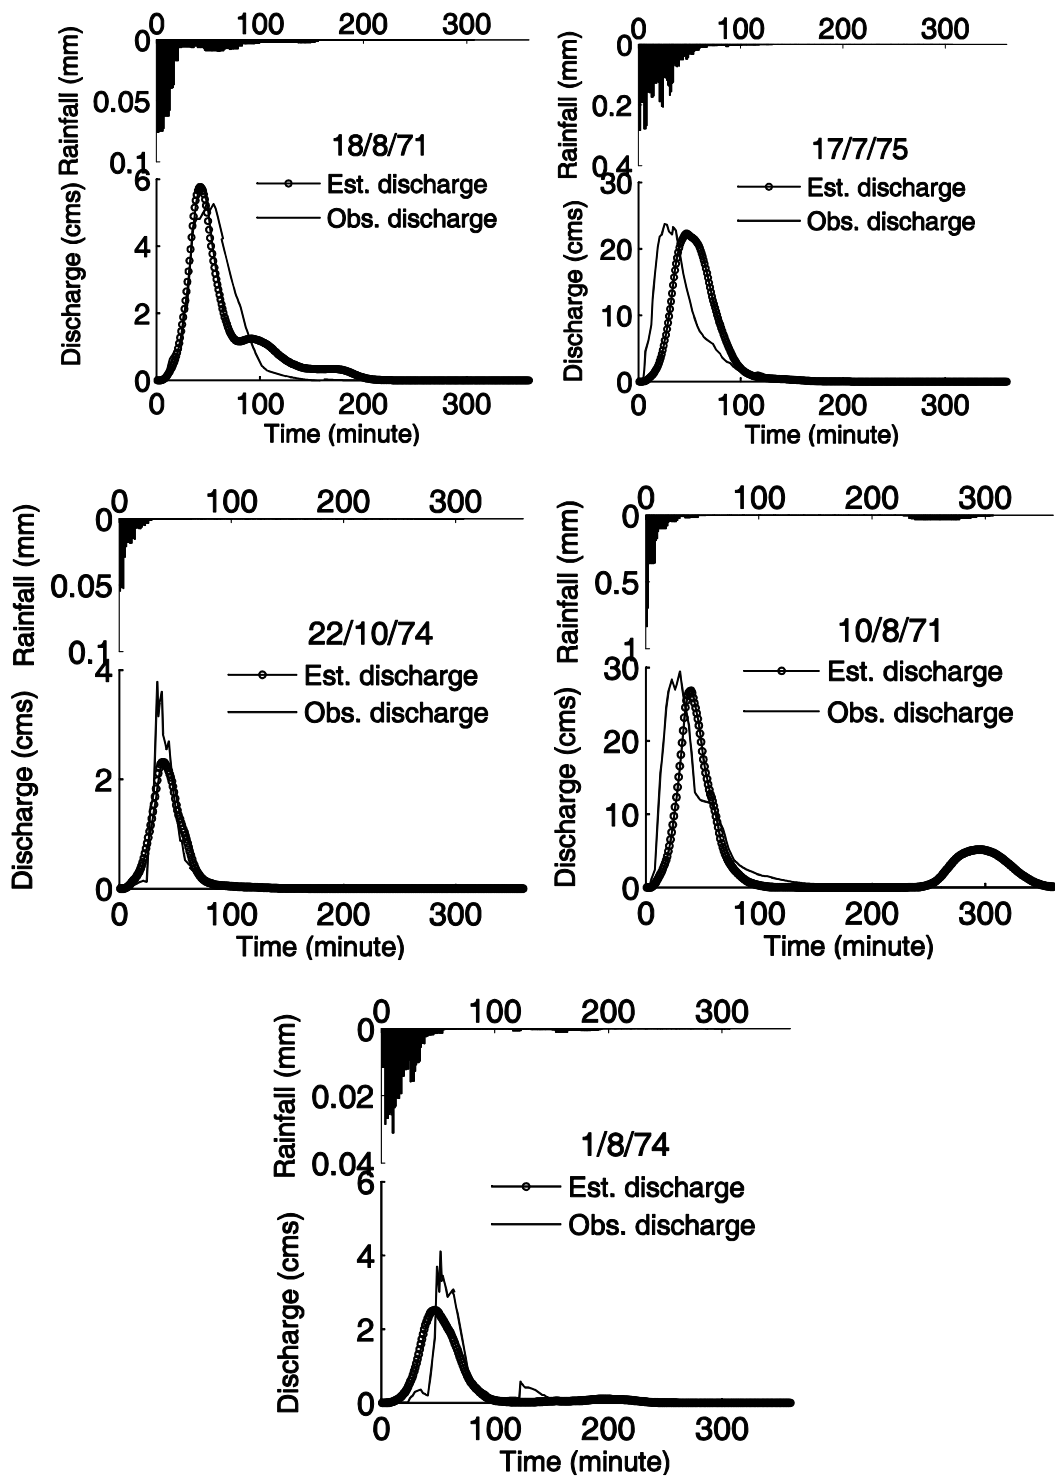 0 100 200 300
0
0.05
0.1
Rainfall (mm)
18/8/71
Est. discharge
Obs. discharge
6
4
2
0
Discharge (cms)
0 100 200 300
Time (minute)
0 100 200 300
0
0.2
0.4
Rainfall (mm)
17/7/75
Est. discharge
Obs. discharge
30
20
10
0
Discharge (cms)
0 100 200 300
Time (minute)
0 100 200 300
0
0.05
0.1
Rainfall (mm)
22/10/74
Est. discharge
Obs. discharge
4
2
0
Discharge (cms)
0 100 200 300
Time (minute)
0 100 200 300
0
0.5
1
Rainfall (mm)
10/8/71
Est. discharge
Obs. discharge
30
20
10
0
Discharge (cms)
0 100 200 300
Time (minute)
0 100 200 300
0
0.02
0.04
Rainfall (mm)
1/8/74
Est. discharge
Obs. discharge
6
4
2
0
Discharge (cms)
0 100 200 300
Time (minute)